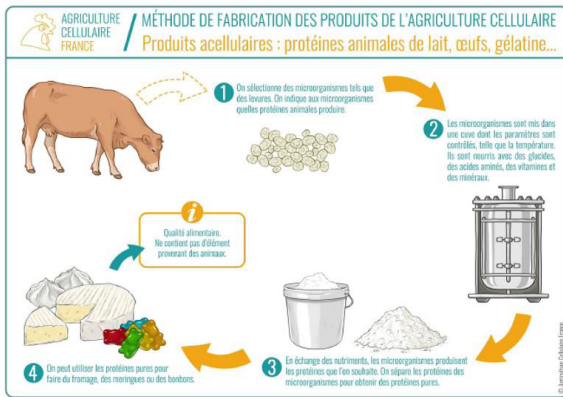 AGRICULTURE
CELLULAIRE
FRANCE
MÉTHODE DE FABRICATION DES PRODUITS DE L'AGRICULTURE CELLULAIRE
Produits acellulaires : protéines animales de lait, œufs, gélatine...
1
On sélectionne des microorganismes tels que
des levures. On indique aux microorganismes
quelles protéines animales produire.
2
Les microorganismes sont mis dans
une cuve dont les paramètres sont
contrôlés, telle que la température.
Ils sont nourris avec des glucides,
des acides aminés, des vitamines et
des minéraux.
i
Qualité alimentaire.
Ne contient pas d'élément
provenant des animaux.
3
En échange des nutriments, les microorganismes produisent
les protéines que l'on souhaite. On sépare les protéines des
microorganismes pour obtenir des protéines pures.
4
On peut utiliser les protéines pures pour
faire du fromage, des meringues ou des bonbons.
© Agriculture Cellulaire France